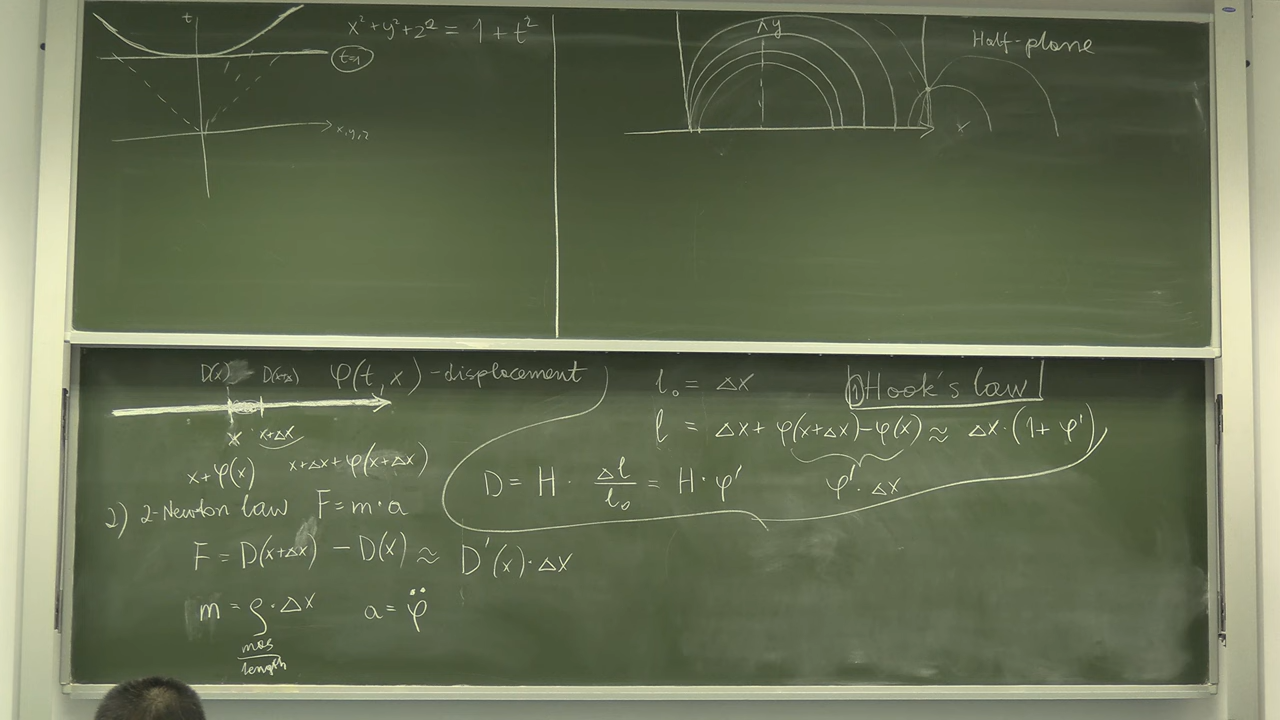 t
x²+y²+z² = 1+t²
t=1
x,y,z
y
Half-plane
D(x) D(x+Δx) φ(t,x) - displacement
x x+Δx
x+φ(x) x+Δx+φ(x+Δx)
l₀ = Δx
1) Hook's law
l = Δx + φ(x+Δx)-φ(x) ≈ Δx·(1+φ')
φ'·Δx
D = H · Δl/l₀ = H·φ'
2) 2-Newton law F=m·a
F = D(x+Δx) - D(x) ≈ D'(x)·Δx
m = ρ·Δx a = φ̈
mas
length